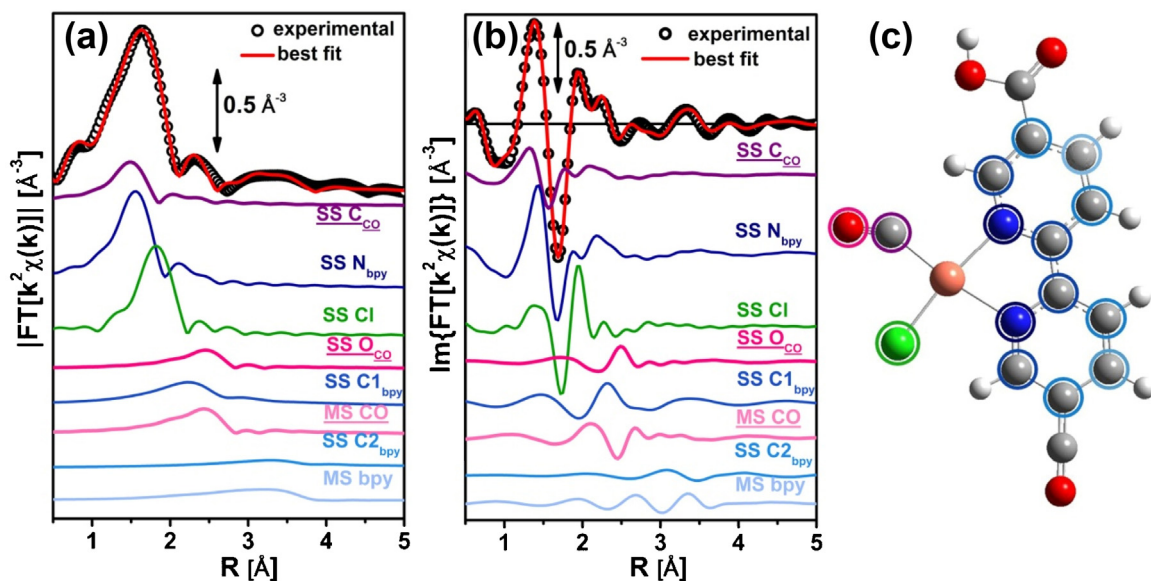 (a)
experimental
best fit
0.5 Å⁻³
SS C_CO
SS N_bpy
SS Cl
SS O_CO
SS C1_bpy
MS CO
SS C2_bpy
MS bpy
|FT[k²χ(k)]| [Å⁻³]
1 2 3 4 5
R [Å]
(b)
experimental
best fit
0.5 Å⁻³
SS C_CO
SS N_bpy
SS Cl
SS O_CO
SS C1_bpy
MS CO
SS C2_bpy
MS bpy
Im{FT[k²χ(k)]} [Å⁻³]
1 2 3 4 5
R [Å]
(c)